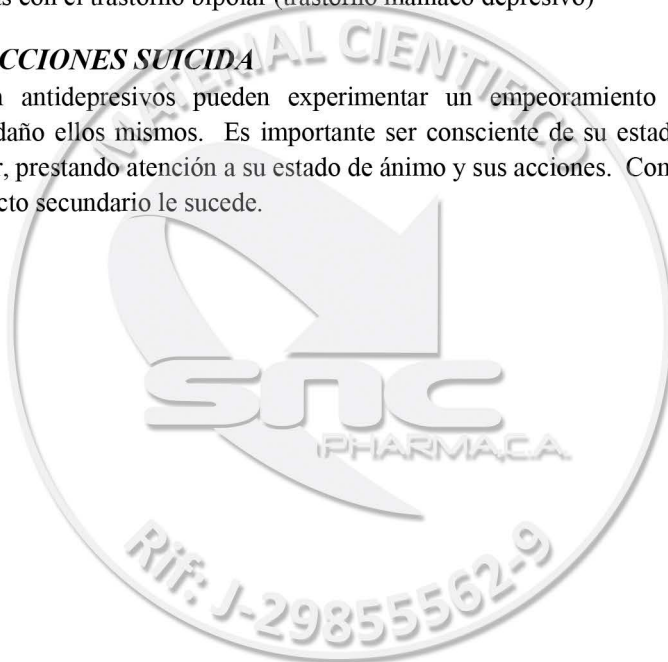 as con el trastorno bipolar (trastorno maníaco depresivo)
CCIONES SUICIDA
n antidepresivos pueden experimentar un empeoramiento
daño ellos mismos. Es importante ser consciente de su estad
r, prestando atención a su estado de ánimo y sus acciones. Con
cto secundario le sucede.
MATERIAL CIENTIFICO
snc
PHARMA,C.A.
Rif: J-29855562-9